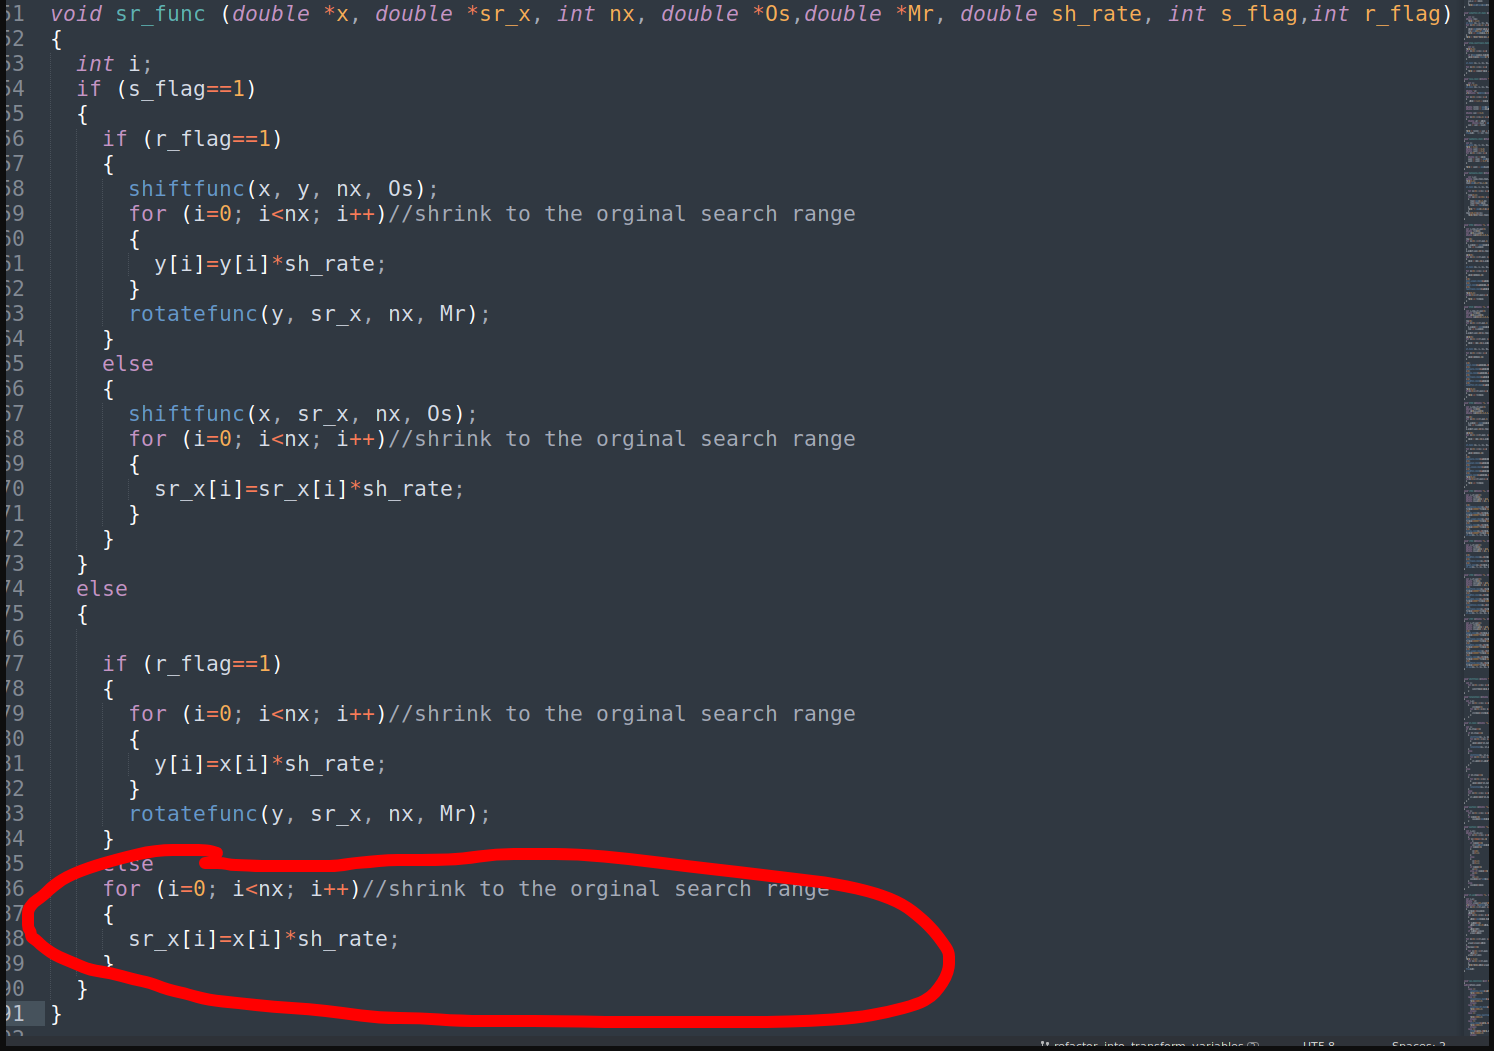 51 void sr_func (double *x, double *sr_x, int nx, double *Os,double *Mr, double sh_rate, int s_flag,int r_flag)
52 {
53 int i;
54 if (s_flag==1)
55 {
56 if (r_flag==1)
57 {
58 shiftfunc(x, y, nx, Os);
59 for (i=0; i<nx; i++)//shrink to the orginal search range
60 {
61 y[i]=y[i]*sh_rate;
62 }
63 rotatefunc(y, sr_x, nx, Mr);
64 }
65 else
66 {
67 shiftfunc(x, sr_x, nx, Os);
68 for (i=0; i<nx; i++)//shrink to the orginal search range
69 {
70 sr_x[i]=sr_x[i]*sh_rate;
71 }
72 }
73 }
74 else
75 {
76
77 if (r_flag==1)
78 {
79 for (i=0; i<nx; i++)//shrink to the orginal search range
80 {
81 y[i]=x[i]*sh_rate;
82 }
83 rotatefunc(y, sr_x, nx, Mr);
84 }
85 else
86 for (i=0; i<nx; i++)//shrink to the orginal search range
87 {
88 sr_x[i]=x[i]*sh_rate;
89 }
90 }
91 }
refactor_into_transform_variables
UTF-8
Spaces: 2